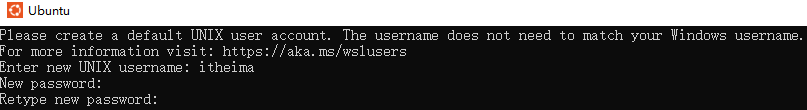 Ubuntu
Please create a default UNIX user account. The username does not need to match your Windows username.
For more information visit: https://aka.ms/wslusers
Enter new UNIX username: itheima
New password:
Retype new password: